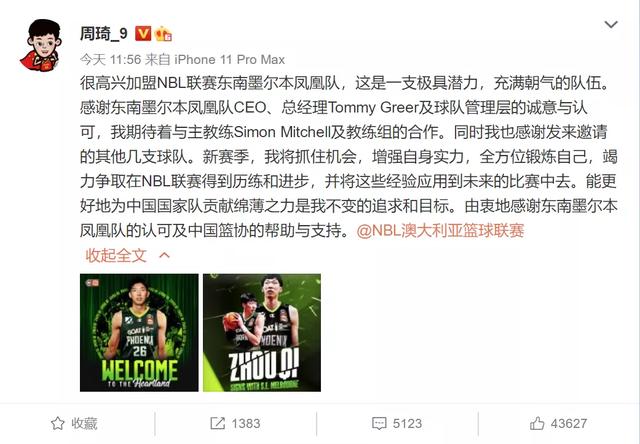 周琦_9
今天 11:56 来自 iPhone 11 Pro Max
很高兴加盟NBL联赛东南墨尔本凤凰队，这是一支极具潜力，充满朝气的队伍。
感谢东南墨尔本凤凰队CEO、总经理Tommy Greer及球队管理层的诚意与认
可，我期待着与主教练Simon Mitchell及教练组的合作。同时我也感谢发来邀请
的其他几支球队。新赛季，我将抓住机会，增强自身实力，全方位锻炼自己，竭
力争取在NBL联赛得到历练和进步，并将这些经验应用到未来的比赛中去。能更
好地为中国国家队贡献绵薄之力是我不变的追求和目标。由衷地感谢东南墨尔本
凤凰队的认可及中国篮协的帮助与支持。@NBL澳大利亚篮球联赛
收起全文
GOAT
PHOENIX
26
WELCOME
TO THE Heartland
GOAT
PHOENIX
ZHOU QI
SIGNS WITH S.E. MELBOURNE
收藏
1383
5123
43627